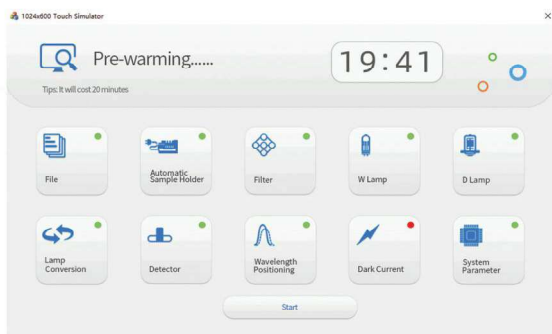 1024x600 Touch Simulator
Pre-warming......
19:41
Tips: It will cost 20 minutes
File
Automatic
Sample Holder
Filter
W Lamp
D Lamp
Lamp
Conversion
Detector
Wavelength
Positioning
Dark Current
System
Parameter
Start